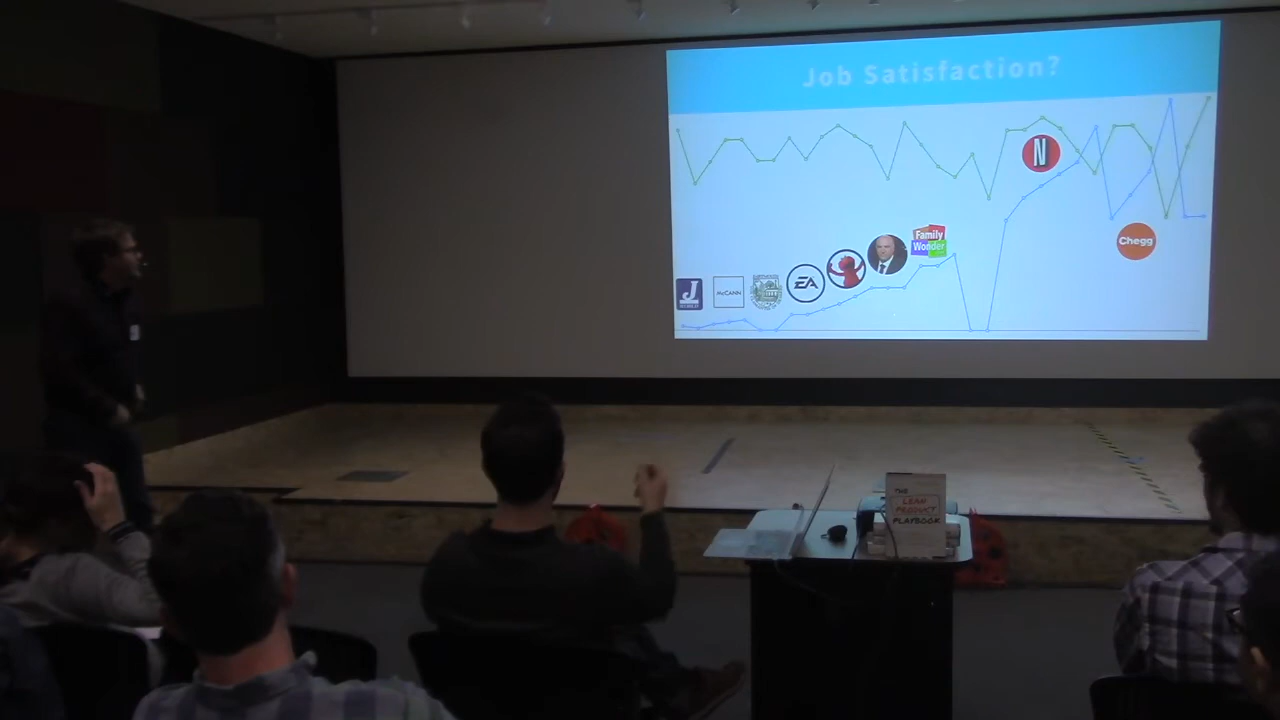 Job Satisfaction?
N
Family
Wonder
Chegg
EA
J
McCANN
THE
LEAN
PRODUCT
PLAYBOOK